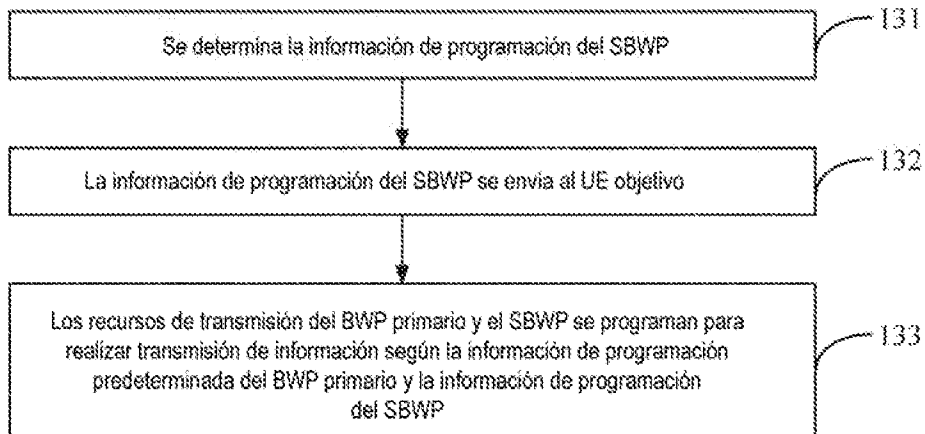 Se determina la información de programación del SBWP
131
La información de programación del SBWP se envia al UE objetivo
132
Los recursos de transmisión del BWP primario y el SBWP se programan para
realizar transmisión de información según la información de programación
predeterminada del BWP primario y la información de programación
del SBWP
133